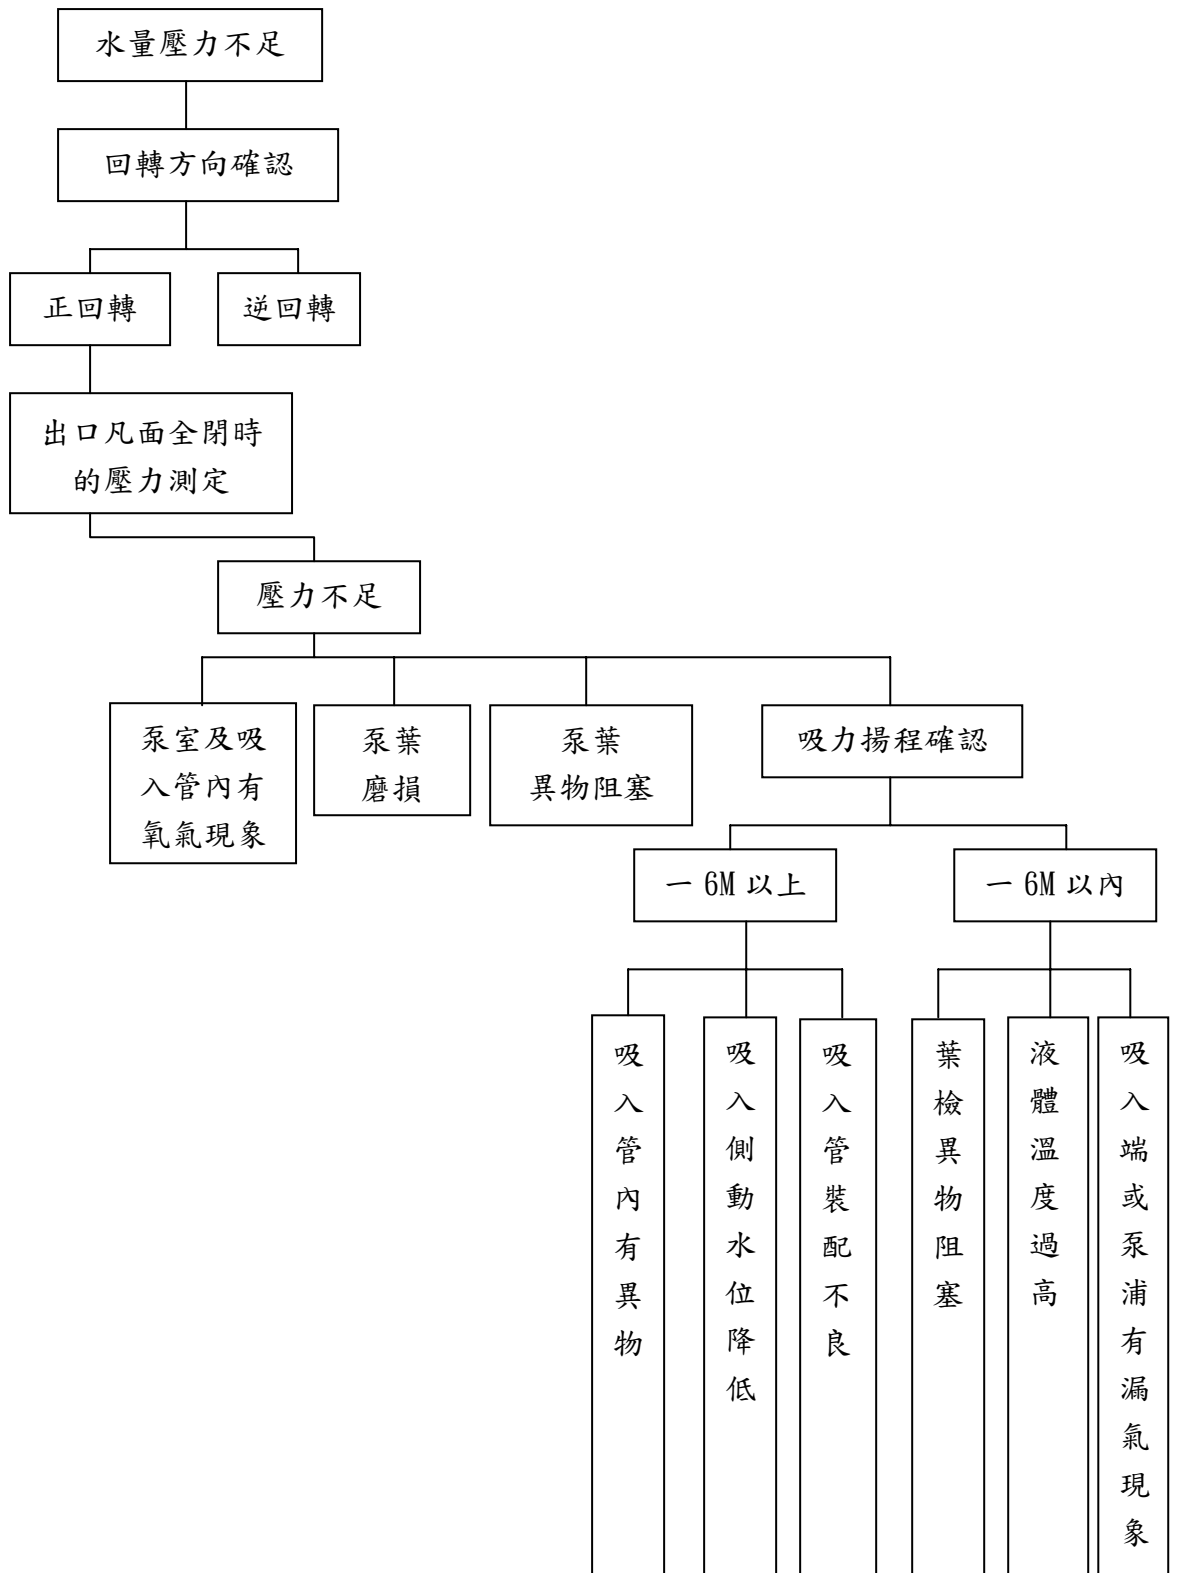 水量壓力不足
回轉方向確認
正回轉
逆回轉
出口凡面全閉時
的壓力測定
壓力不足
泵室及吸
入管內有
氧氣現象
泵葉
磨損
泵葉
異物阻塞
吸力揚程確認
一 6M 以上
一 6M 以內
吸入管內有異物
吸入側動水位降低
吸入管裝配不良
葉檢異物阻塞
液體溫度過高
吸入端或泵浦有漏氣現象